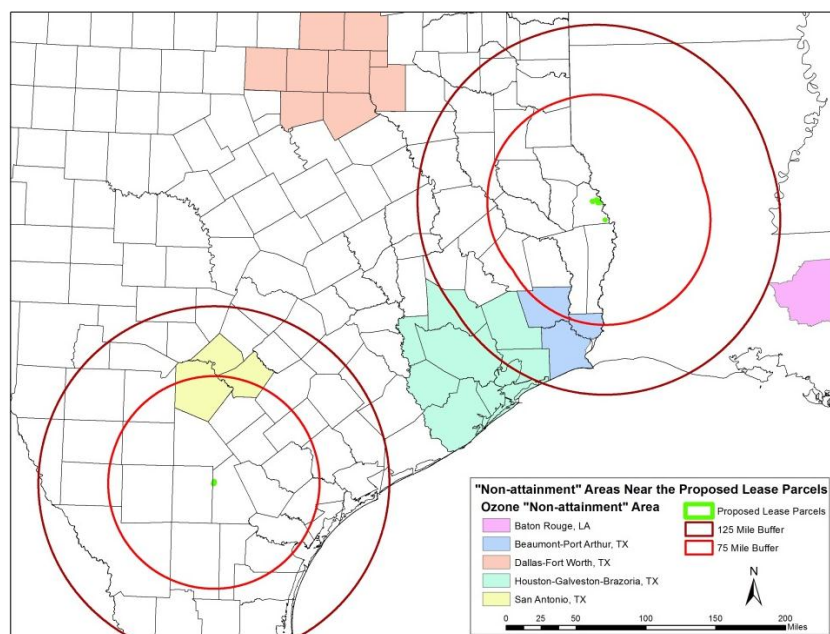 "Non-attainment" Areas Near the Proposed Lease Parcels
Ozone "Non-attainment" Area
Baton Rouge, LA
Beaumont-Port Arthur, TX
Dallas-Fort Worth, TX
Houston-Galveston-Brazoria, TX
San Antonio, TX
Proposed Lease Parcels
125 Mile Buffer
75 Mile Buffer
N
0 25 50 100 150 200
Miles